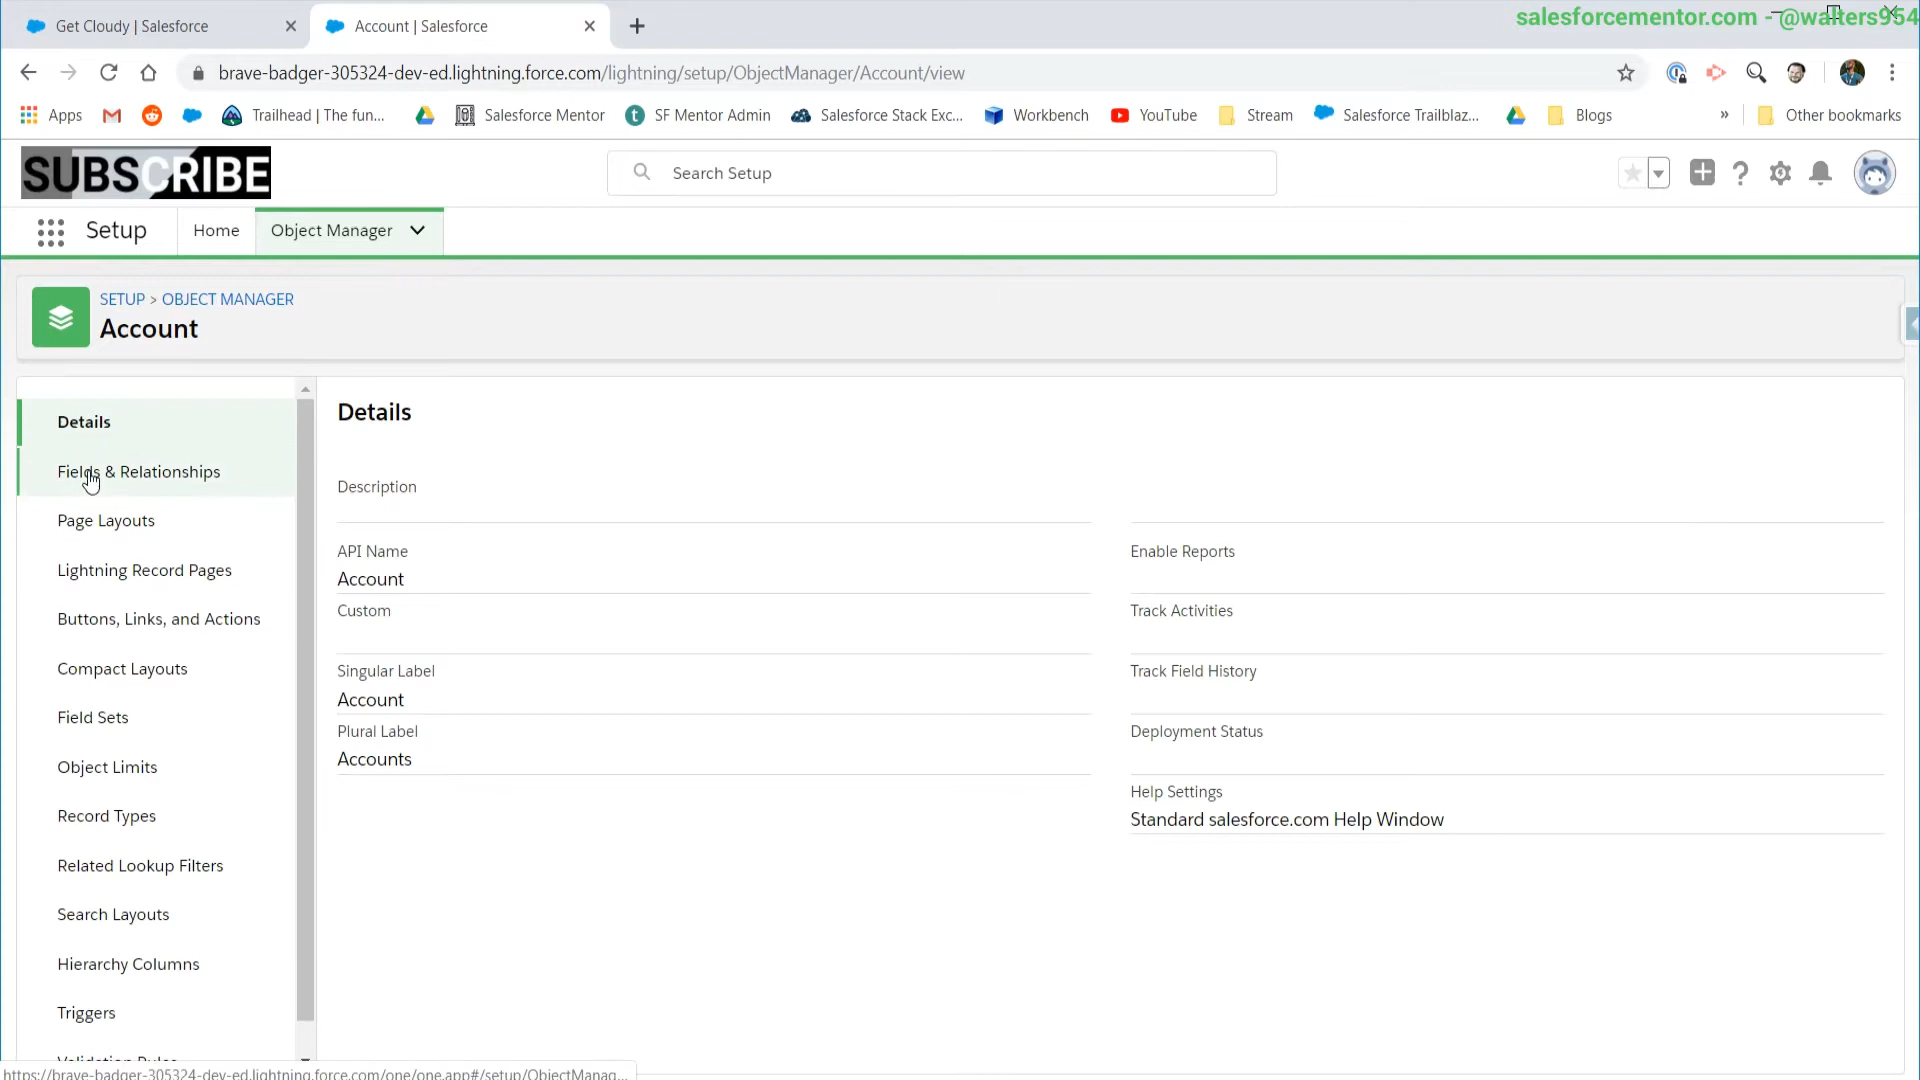 salesforcementor.com - @walters954
Get Cloudy | Salesforce
Account | Salesforce
brave-badger-305324-dev-ed.lightning.force.com/lightning/setup/ObjectManager/Account/view
Apps
Trailhead | The fun...
Salesforce Mentor
SF Mentor Admin
Salesforce Stack Exc...
Workbench
YouTube
Stream
Salesforce Trailblaz...
Blogs
»
Other bookmarks
SUBSCRIBE
Search Setup
Setup
Home
Object Manager
SETUP > OBJECT MANAGER
Account
Details
Fields & Relationships
Page Layouts
Lightning Record Pages
Buttons, Links, and Actions
Compact Layouts
Field Sets
Object Limits
Record Types
Related Lookup Filters
Search Layouts
Hierarchy Columns
Triggers
Validation Rules
Details
Description
API Name
Account
Custom
Singular Label
Account
Plural Label
Accounts
Enable Reports
Track Activities
Track Field History
Deployment Status
Help Settings
Standard salesforce.com Help Window
https://brave-badger-305324-dev-ed.lightning.force.com/one/one.app#/setup/ObjectManag...